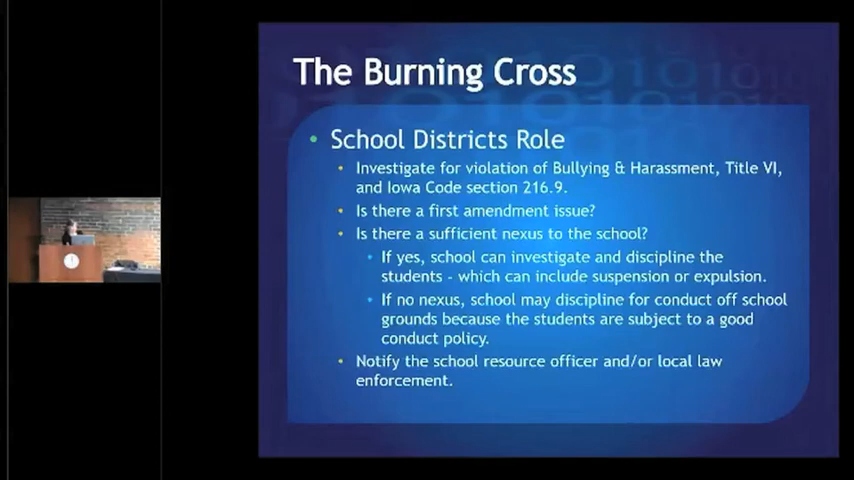 The Burning Cross
• School Districts Role
• Investigate for violation of Bullying & Harassment, Title VI,
and Iowa Code section 216.9.
• Is there a first amendment issue?
• Is there a sufficient nexus to the school?
• If yes, school can investigate and discipline the
students - which can include suspension or expulsion.
• If no nexus, school may discipline for conduct off school
grounds because the students are subject to a good
conduct policy.
• Notify the school resource officer and/or local law
enforcement.